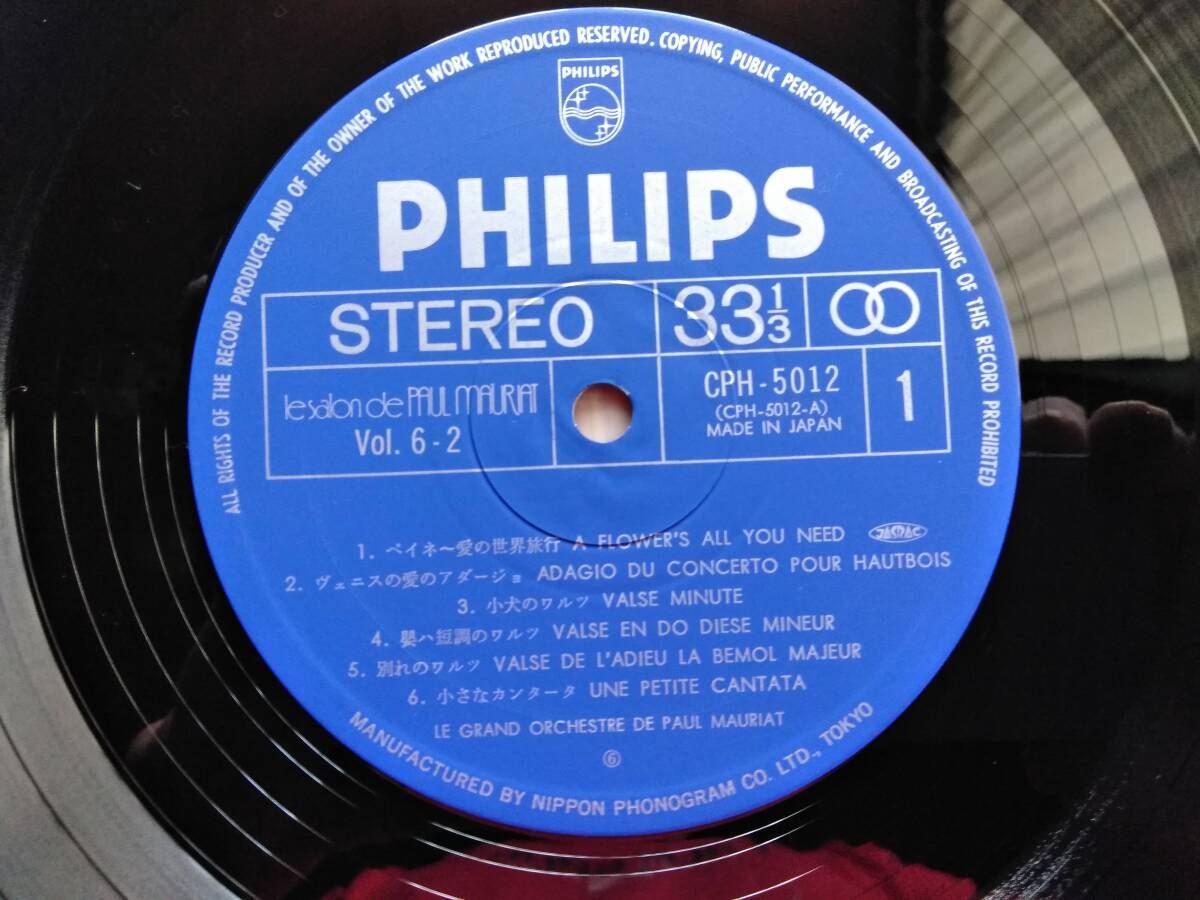 ALL RIGHTS OF THE RECORD PRODUCER AND OF THE OWNER OF THE WORK REPRODUCED RESERVED. COPYING, PUBLIC PERFORMANCE AND BROADCASTING OF THIS RECORD PROHIBITED
PHILIPS
PHILIPS
STEREO
33 1/3
le salon de PAUL MAURIAT
Vol. 6-2
CPH-5012
(CPH-5012-A)
MADE IN JAPAN
1
1. ペイネ〜愛の世界旅行 A FLOWER'S ALL YOU NEED JASRAC
2. ヴェニスの愛のアダージョ ADAGIO DU CONCERTO POUR HAUTBOIS
3. 小犬のワルツ VALSE MINUTE
4. 嬰ハ短調のワルツ VALSE EN DO DIESE MINEUR
5. 別れのワルツ VALSE DE L'ADIEU LA BEMOL MAJEUR
6. 小さなカンタータ UNE PETITE CANTATA
LE GRAND ORCHESTRE DE PAUL MAURIAT
⑥
MANUFACTURED BY NIPPON PHONOGRAM CO. LTD., TOKYO